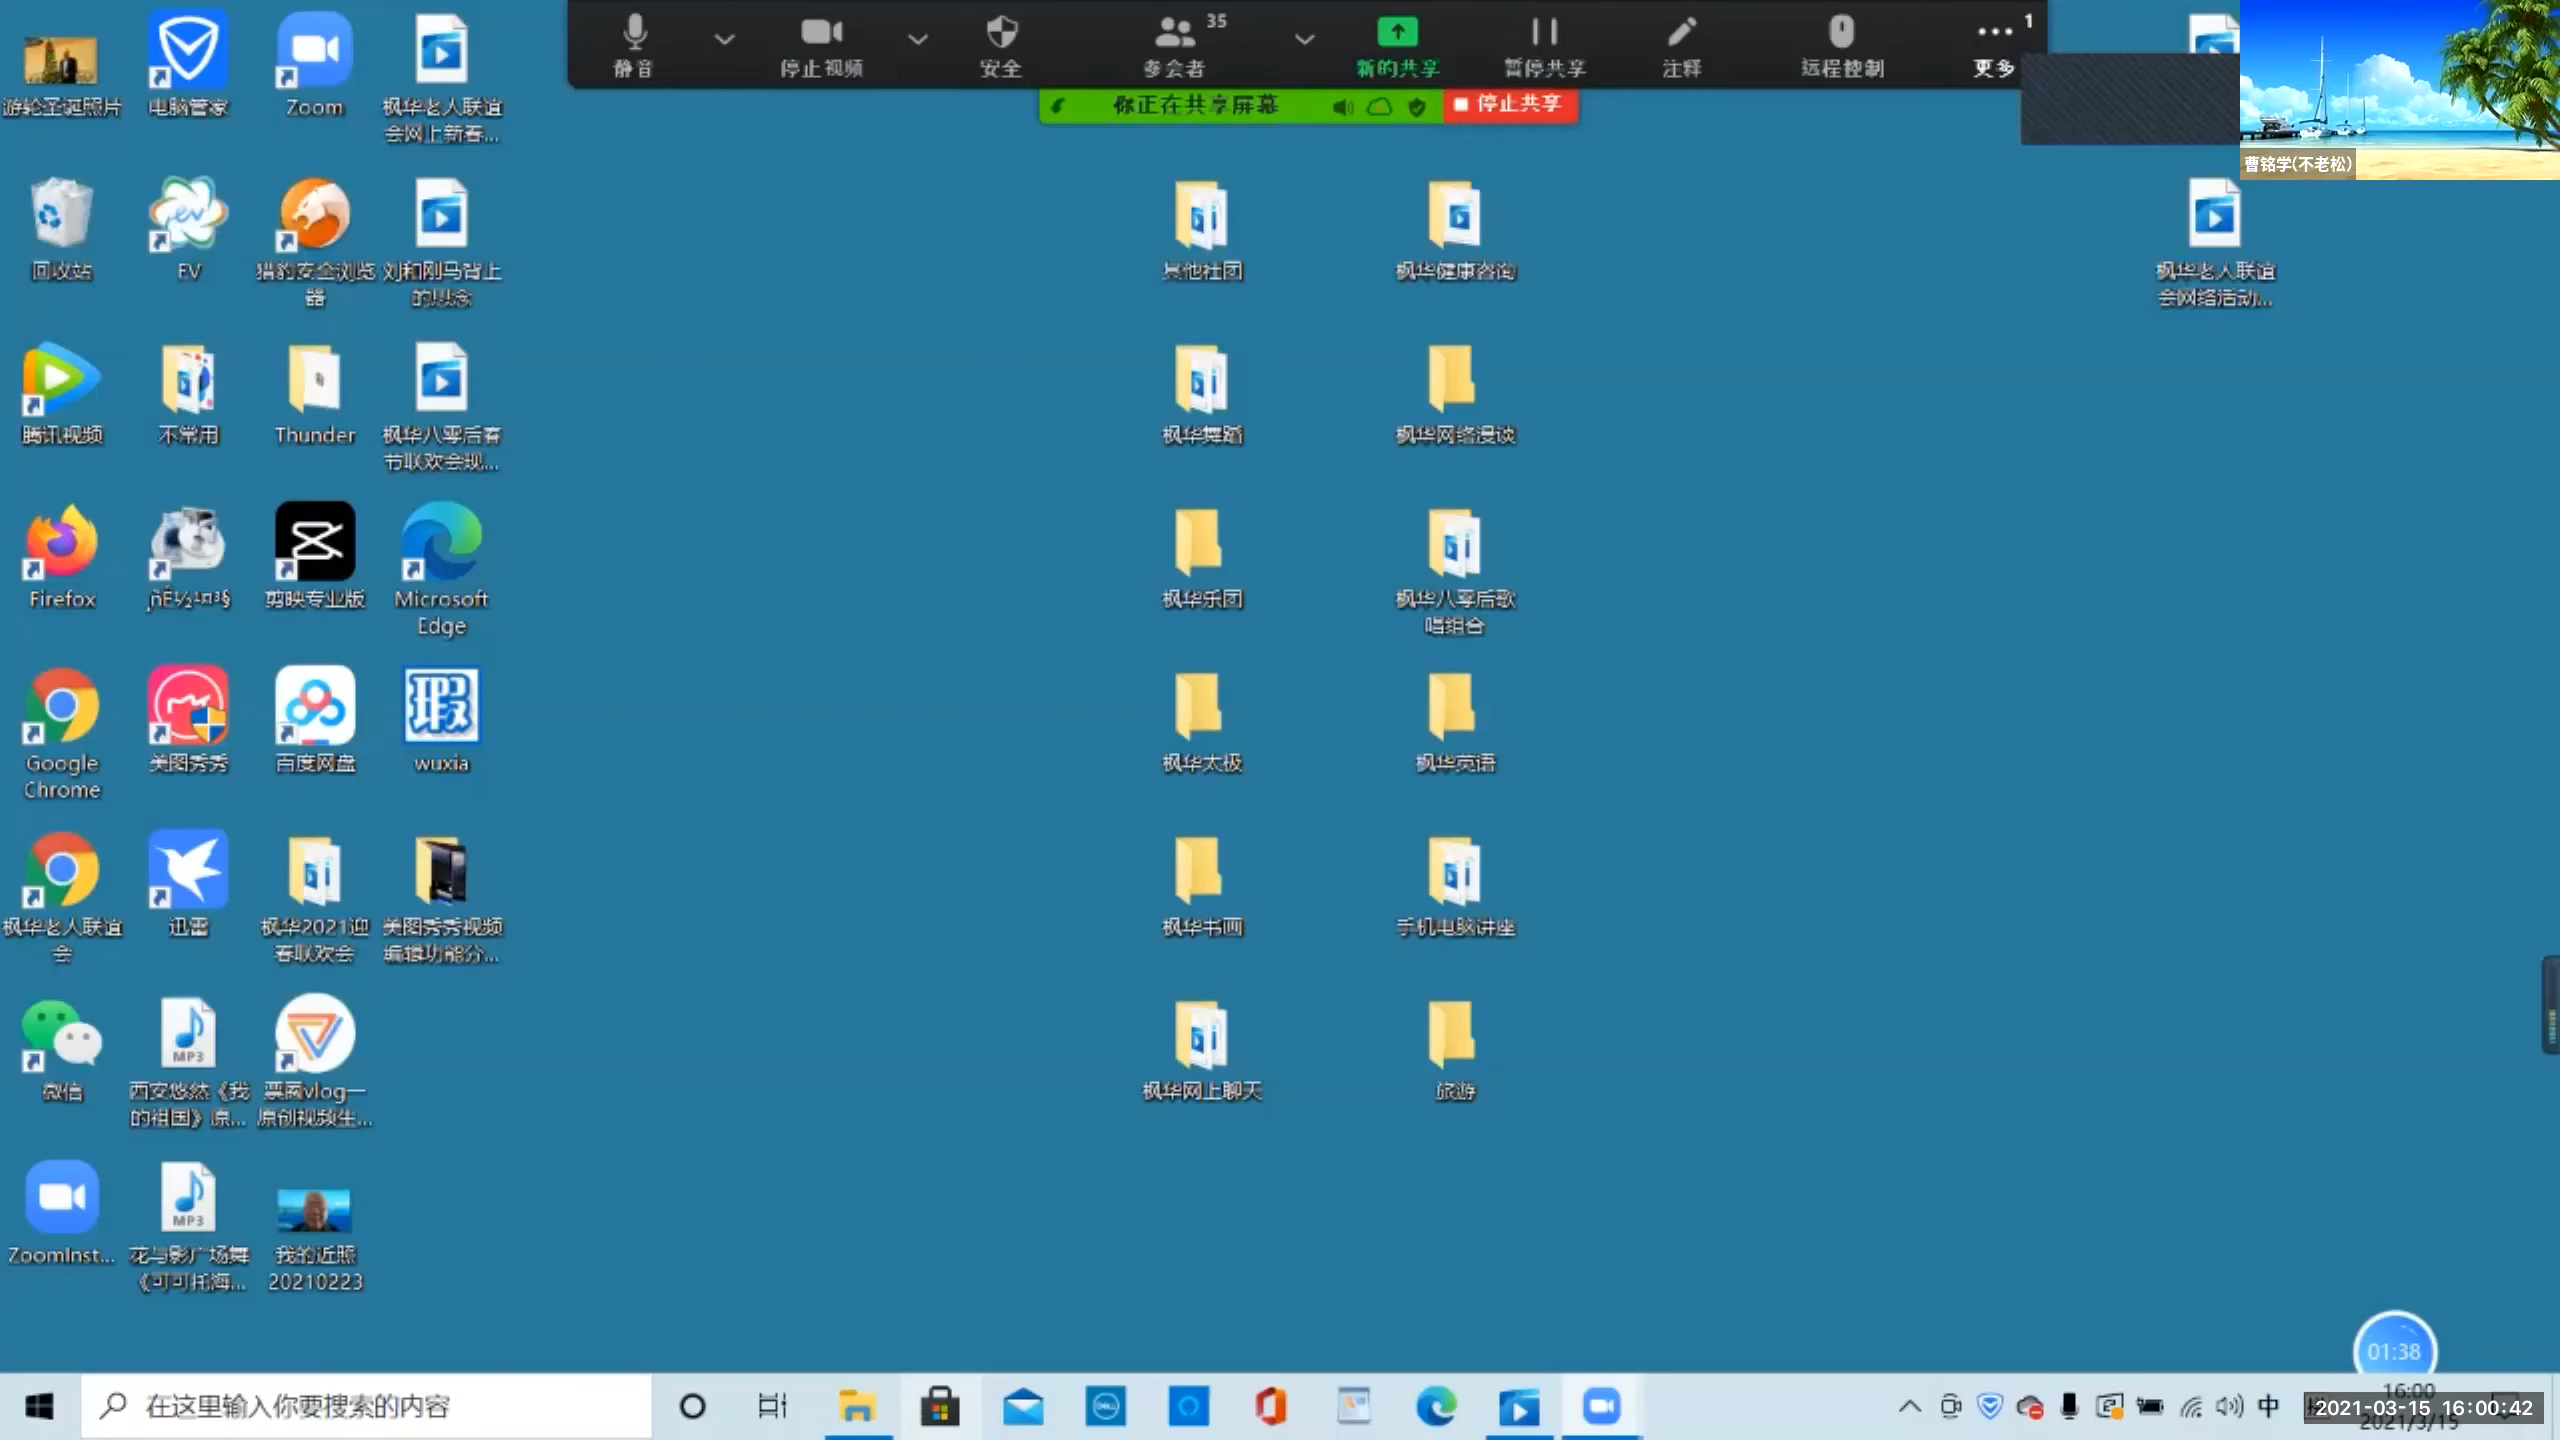 静音
停止视频
安全
参会者
35
新的共享
暂停共享
注释
远程控制
更多
1
你正在共享屏幕
停止共享
曹铭学(不老松)
游轮圣诞照片
电脑管家
Zoom
枫华老人联谊
会网上新春...
回收站
EV
猎豹安全浏览
器
刘和刚马背上
的思念
其他社团
枫华健康咨询
枫华老人联谊
会网络活动...
腾讯视频
不常用
Thunder
枫华八零后春
节联欢会现...
枫华舞蹈
枫华网络漫谈
Firefox
剪映专业版
Microsoft
Edge
枫华乐团
枫华八零后歌
唱组合
Google
Chrome
美图秀秀
百度网盘
瑕
wuxia
枫华太极
枫华英语
枫华老人联谊
会
迅雷
枫华2021迎
春联欢会
美图秀秀视频
编辑功能分...
枫华书画
手机电脑讲座
微信
MP3
西安悠然《我
的祖国》原...
票圈vlog—
原创视频生...
枫华网上聊天
旅游
ZoomInst...
MP3
花与影广场舞
《可可托海...
我的近照
20210223
01:38
在这里输入你要搜索的内容
DELL
中
16:00
2021-03-15 16:00:42
2021/3/15